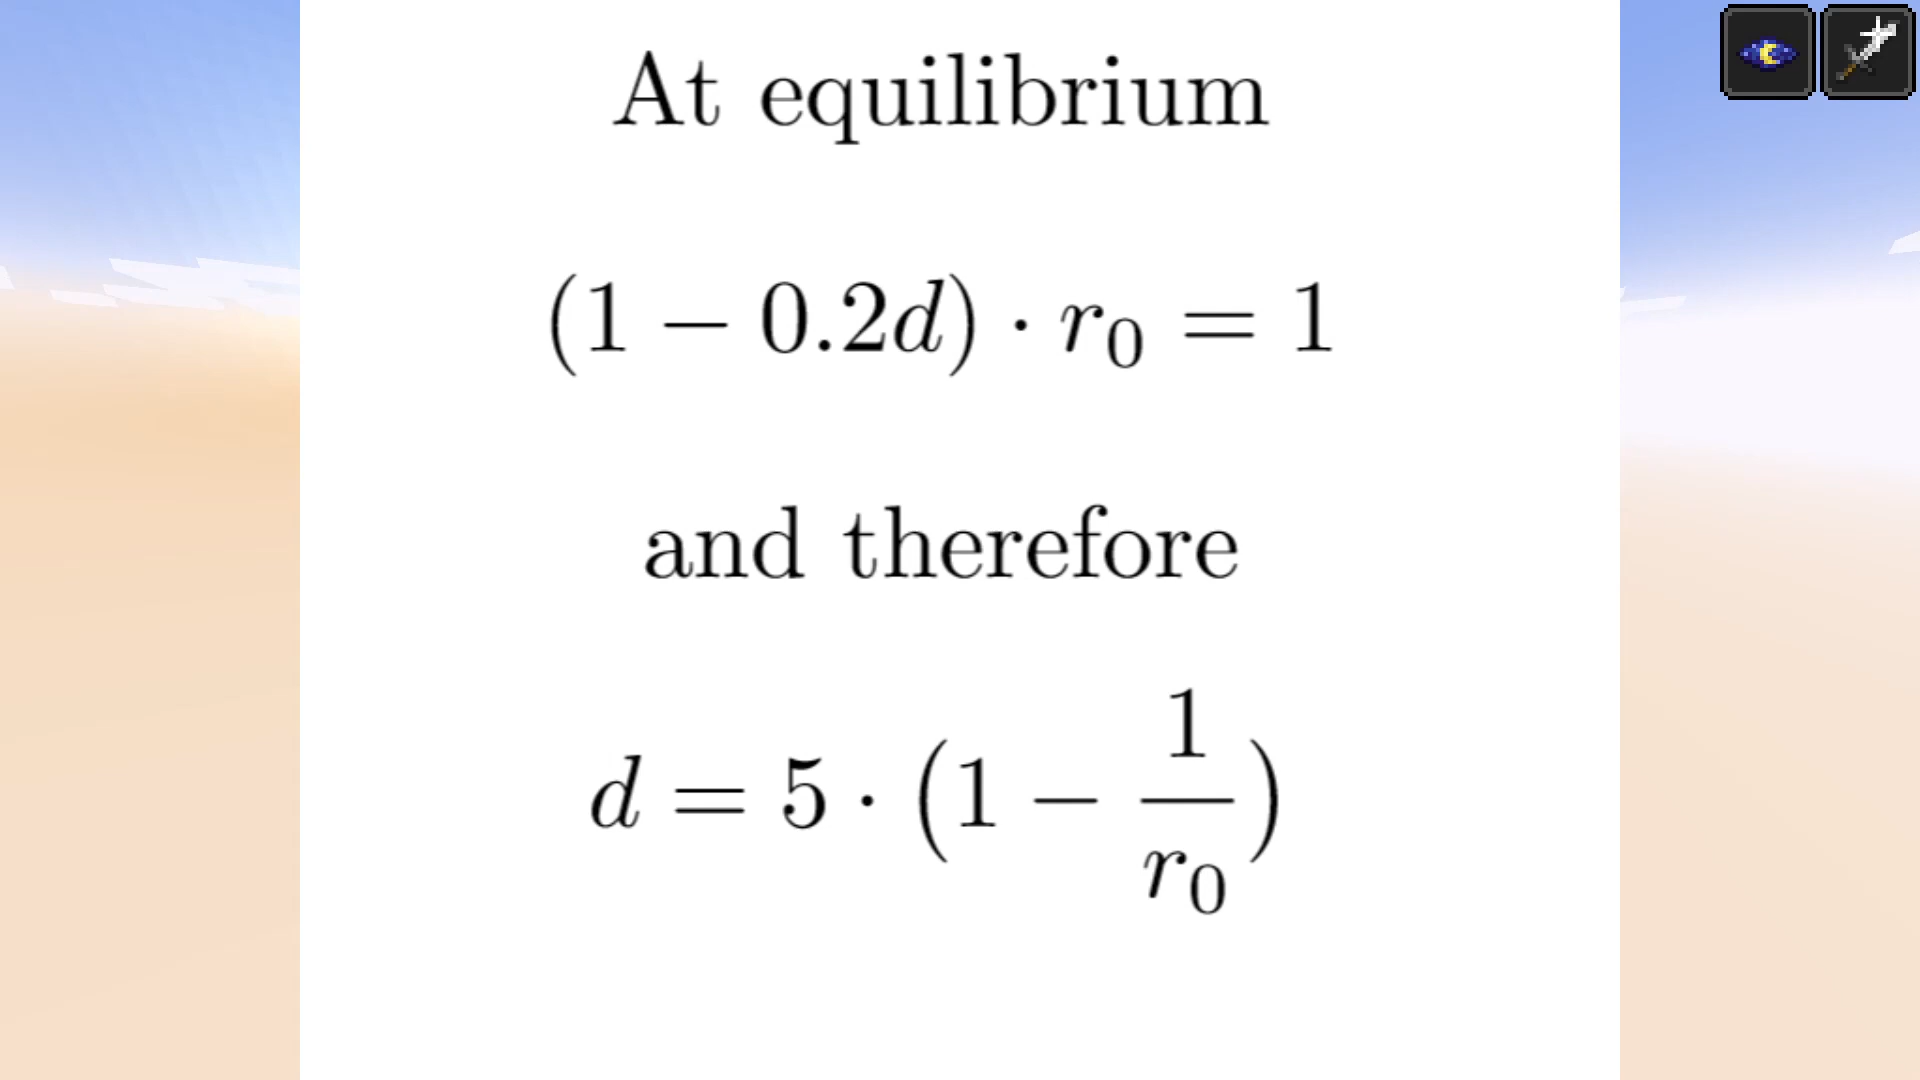 At equilibrium
(1 − 0.2d) · r₀ = 1
and therefore
d = 5 · (1 − 1/r₀)